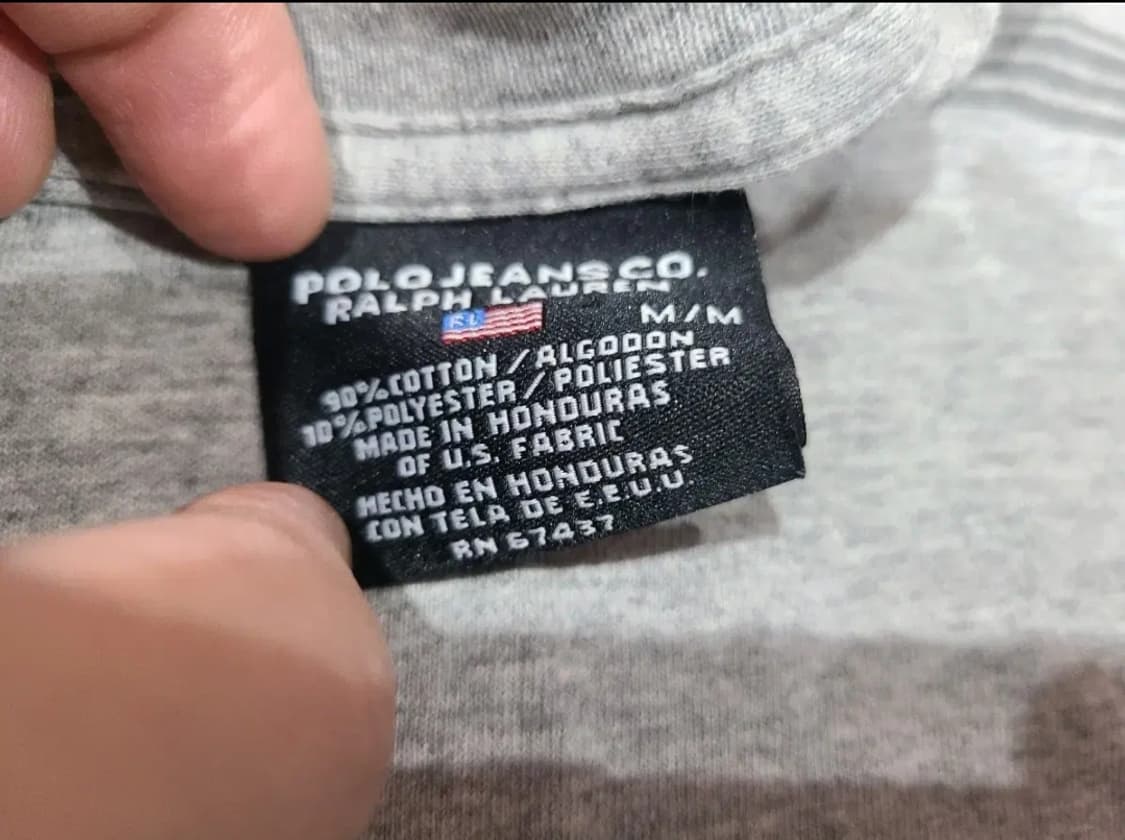 POLO JEANS CO.
RALPH LAUREN
RL
M/M
90% COTTON / ALGODON
10% POLYESTER / POLIESTER
MADE IN HONDURAS
OF U.S. FABRIC
HECHO EN HONDURAS
CON TELA DE E.E.U.U.
RN 67437